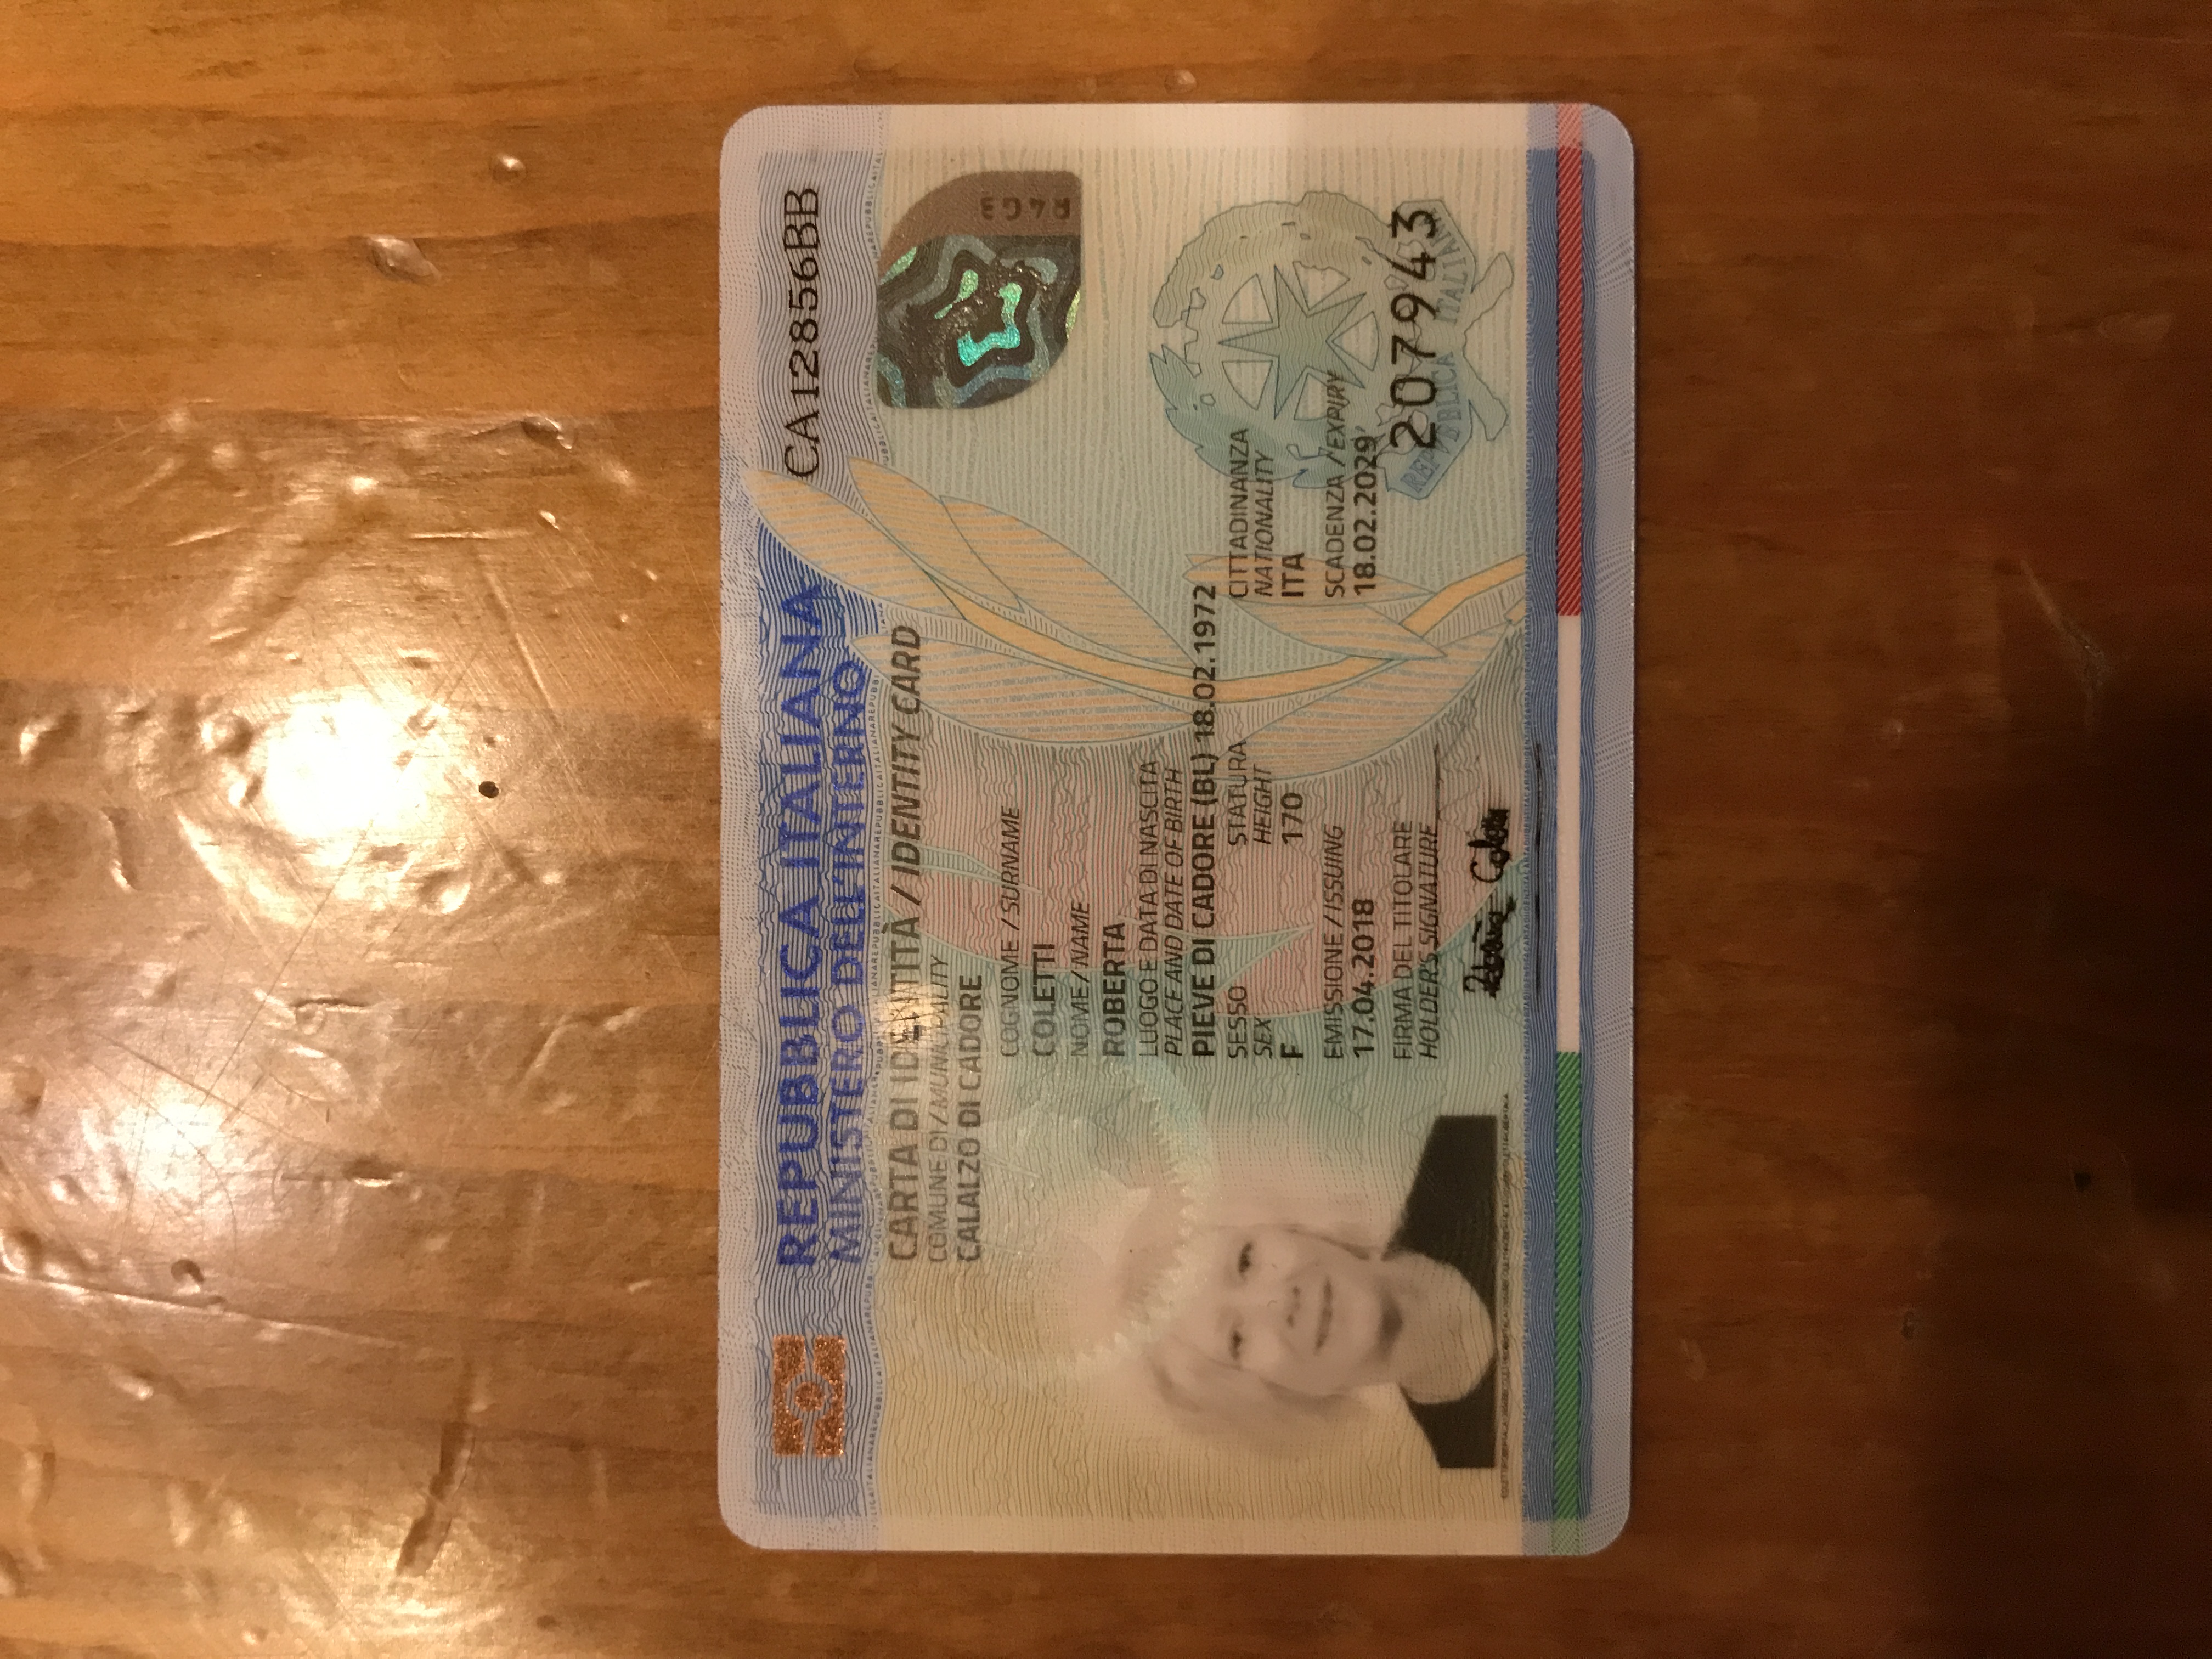 REPUBBLICA ITALIANA
CA12856BB
MINISTERO DELL'INTERNO
CARTA DI IDENTITÀ / IDENTITY CARD
COMUNE DI / MUNICIPALITY
CALALZO DI CADORE
COGNOME / SURNAME
COLETTI
NOME / NAME
ROBERTA
LUOGO E DATA DI NASCITA
PLACE AND DATE OF BIRTH
PIEVE DI CADORE (BL) 18.02.1972
SESSO STATURA CITTADINANZA
SEX HEIGHT NATIONALITY
F 170 ITA
EMISSIONE / ISSUING SCADENZA / EXPIRY
17.04.2018 18.02.2029
207943
FIRMA DEL TITOLARE
HOLDER'S SIGNATURE
R4G3
REPVBBLICA ITALIANA